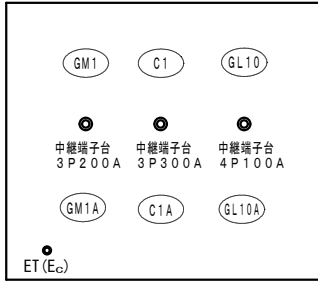 GM1 C1 GL10
中継端子台 中継端子台 中継端子台
３Ｐ２００Ａ ３Ｐ３００Ａ ４Ｐ１００Ａ
GM1A C1A GL10A
ET(Ec)